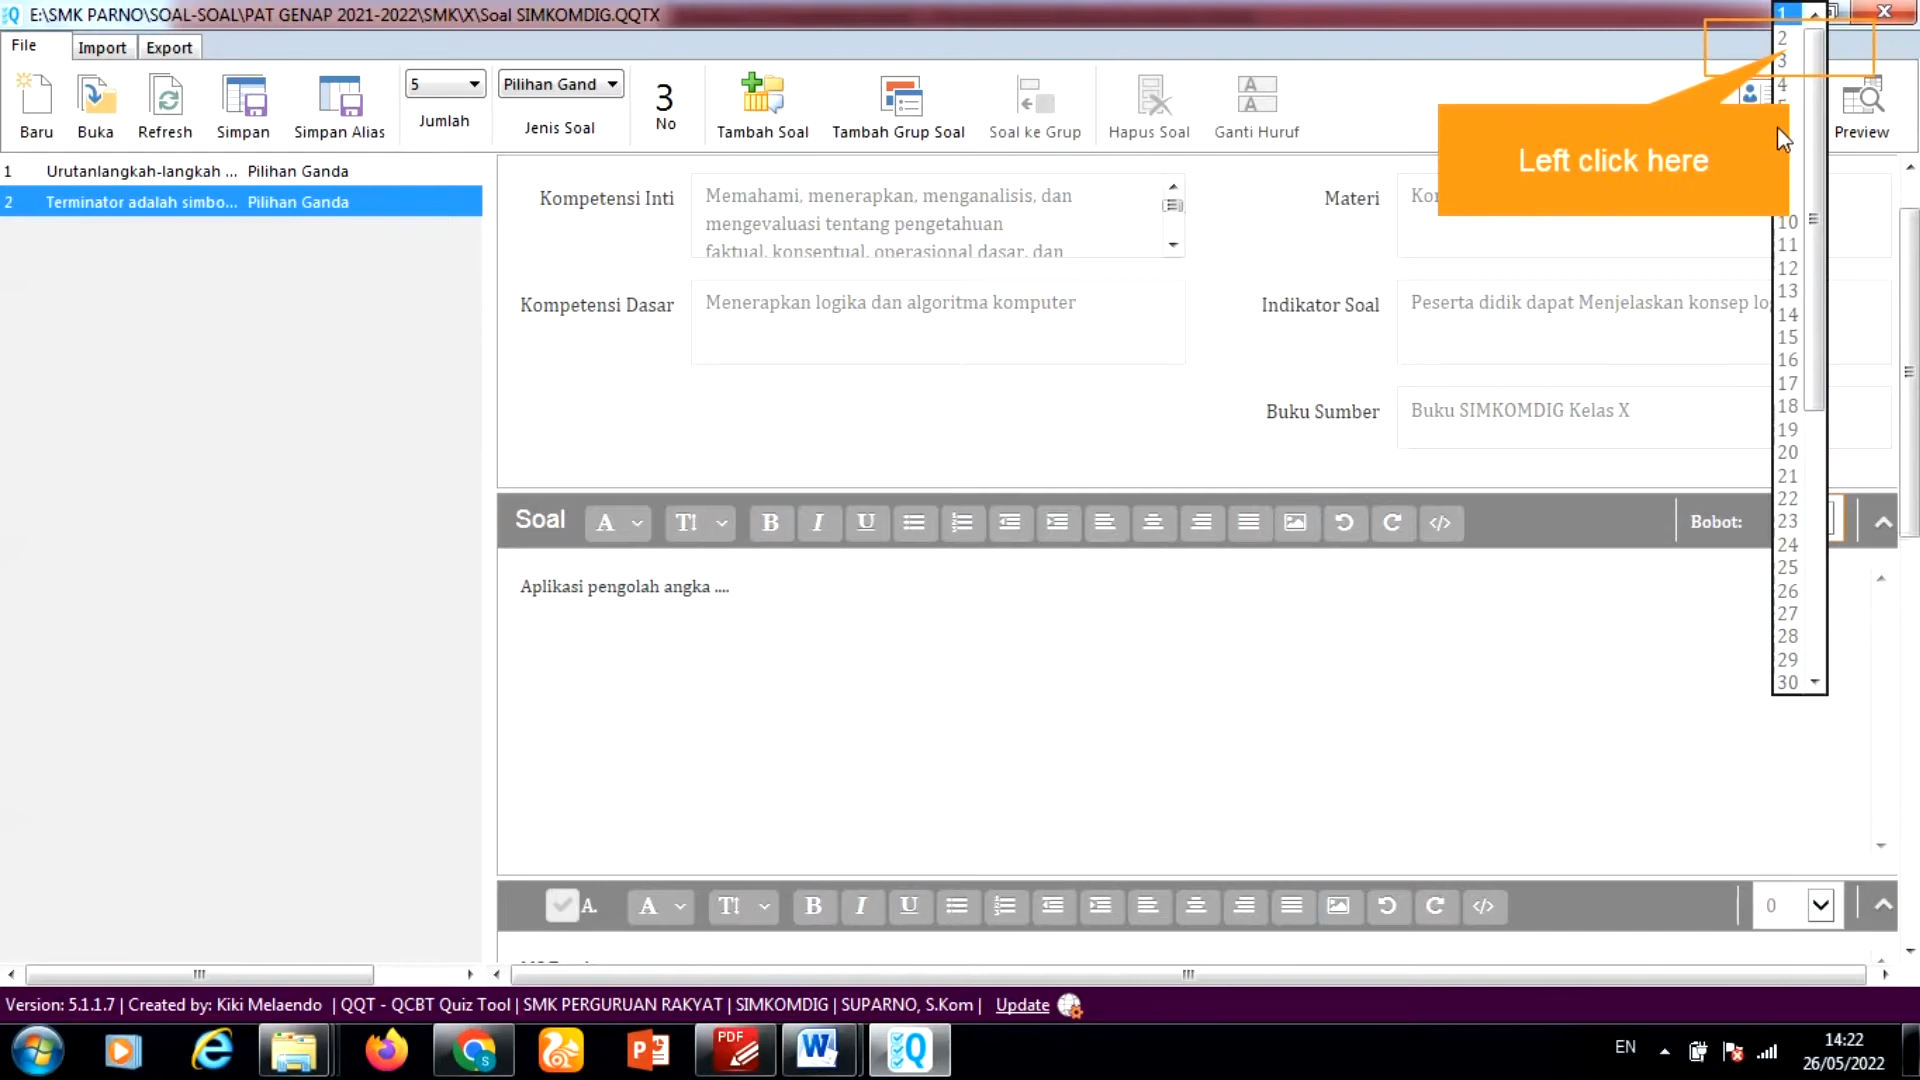 E:\SMK PARNO\SOAL-SOAL\PAT GENAP 2021-2022\SMK\X\Soal SIMKOMDIG.QQTX
File Import Export
5 Pilihan Gand 3
Baru Buka Refresh Simpan Simpan Alias Jumlah Jenis Soal No Tambah Soal Tambah Grup Soal Soal ke Grup Hapus Soal Ganti Huruf Preview
Left click here
1 Urutanlangkah-langkah ... Pilihan Ganda
2 Terminator adalah simbo... Pilihan Ganda
Kompetensi Inti
Memahami, menerapkan, menganalisis, dan
mengevaluasi tentang pengetahuan
faktual, konseptual, operasional dasar, dan
Materi
Kompetensi Dasar
Menerapkan logika dan algoritma komputer
Indikator Soal
Peserta didik dapat Menjelaskan konsep
Buku Sumber
Buku SIMKOMDIG Kelas X
1
2
3
4
10
11
12
13
14
15
16
17
18
19
20
21
22
23
24
25
26
27
28
29
30
Soal A T B I U </> Bobot:
Aplikasi pengolah angka ....
A. A T B I U </> 0
Version: 5.1.1.7 | Created by: Kiki Melaendo | QQT - QCBT Quiz Tool | SMK PERGURUAN RAKYAT | SIMKOMDIG | SUPARNO, S.Kom | Update
PDF
EN
14:22
26/05/2022